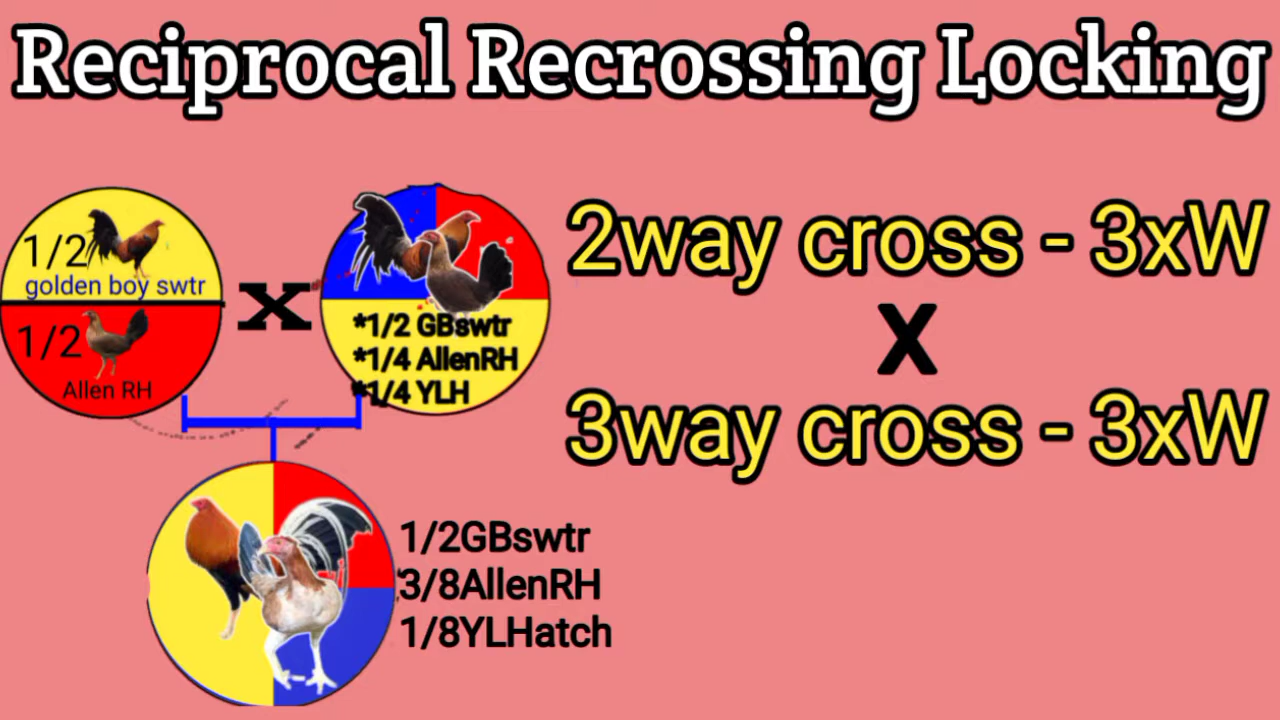 Reciprocal Recrossing Locking
1/2
golden boy swtr
1/2
Allen RH
X
*1/2 GBswtr
*1/4 AllenRH
*1/4 YLH
2way cross - 3xW
X
3way cross - 3xW
1/2GBswtr
3/8AllenRH
1/8YLHatch